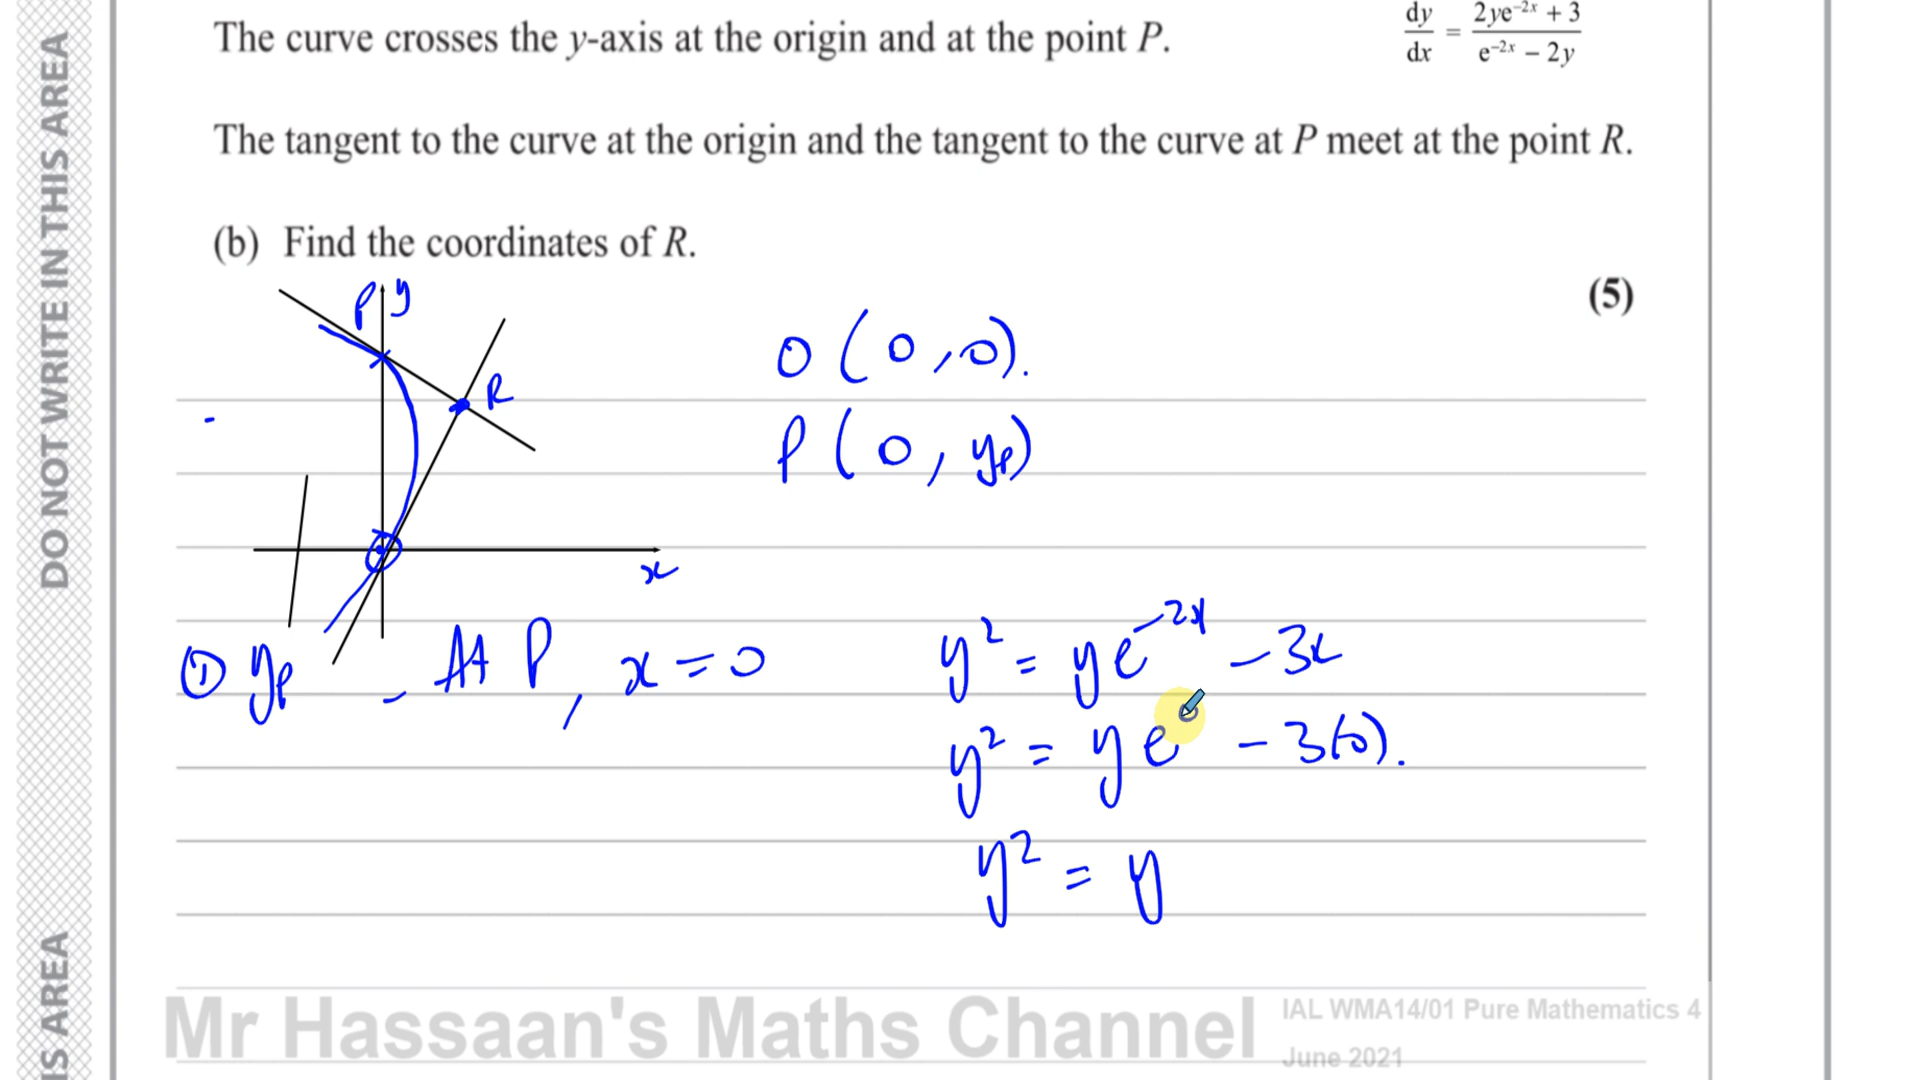 DO NOT WRITE IN THIS AREA
IS AREA
The curve crosses the y-axis at the origin and at the point P.
dy/dx = (2ye⁻²ˣ + 3)/(e⁻²ˣ − 2y)
The tangent to the curve at the origin and the tangent to the curve at P meet at the point R.
(b) Find the coordinates of R.
(5)
P y
R
x
O (0,0).
P (0, yₚ)
① yₚ - At P, x = 0
y² = ye⁻²ˣ - 3x
y² = ye⁰ - 3(0).
y² = y
Mr Hassaan's Maths Channel
IAL WMA14/01 Pure Mathematics 4
June 2021